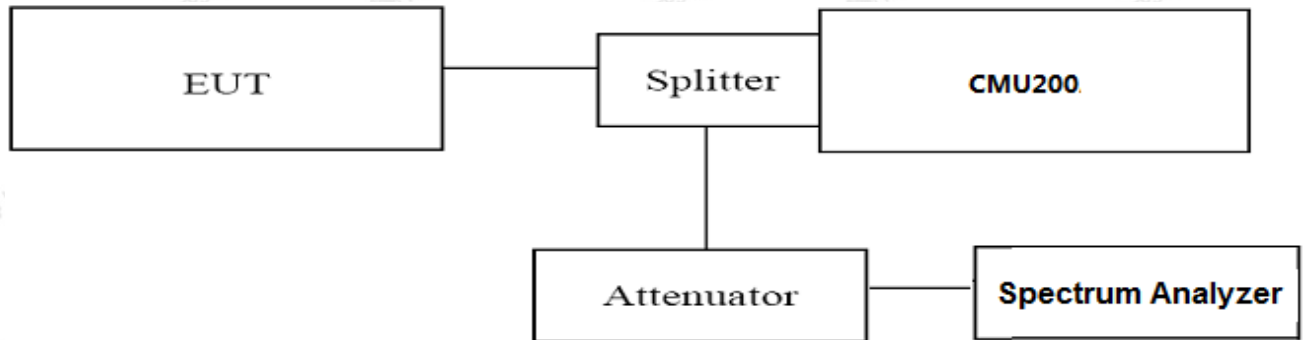 EUT
Splitter
CMU200
Attenuator
Spectrum Analyzer